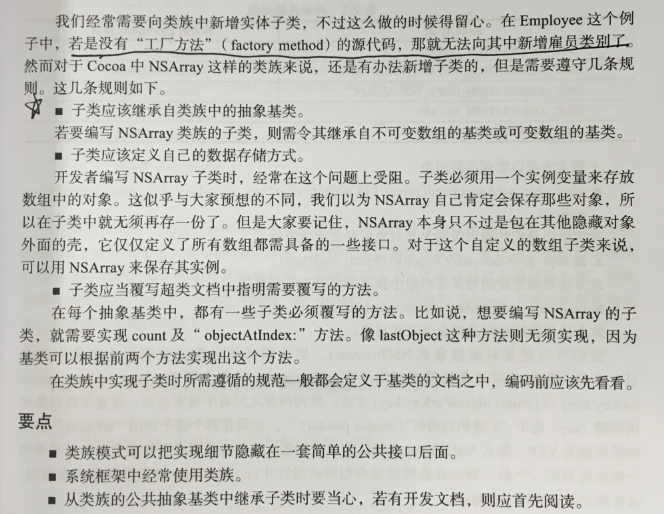 我们经常需要向类族中新增实体子类，不过这么做的时候得留心。在 Employee 这个例
子中，若是没有“工厂方法”（factory method）的源代码，那就无法向其中新增雇员类别了。
然而对于 Cocoa 中 NSArray 这样的类族来说，还是有办法新增子类的，但是需要遵守几条规
则。这几条规则如下。
■ 子类应该继承自类族中的抽象基类。
若要编写 NSArray 类族的子类，则需令其继承自不可变数组的基类或可变数组的基类。
■ 子类应该定义自己的数据存储方式。
开发者编写 NSArray 子类时，经常在这个问题上受阻。子类必须用一个实例变量来存放
数组中的对象。这似乎与大家预想的不同，我们以为 NSArray 自己肯定会保存那些对象，所
以在子类中就无须再存一份了。但是大家要记住，NSArray 本身只不过是包在其他隐藏对象
外面的壳，它仅仅定义了所有数组都需具备的一些接口。对于这个自定义的数组子类来说，
可以用 NSArray 来保存其实例。
■ 子类应当覆写超类文档中指明需要覆写的方法。
在每个抽象基类中，都有一些子类必须覆写的方法。比如说，想要编写 NSArray 的子
类，就需要实现 count 及“objectAtIndex:”方法。像 lastObject 这种方法则无须实现，因为
基类可以根据前两个方法实现出这个方法。
在类族中实现子类时所需遵循的规范一般都会定义于基类的文档之中，编码前应该先看看。
要点
■ 类族模式可以把实现细节隐藏在一套简单的公共接口后面。
■ 系统框架中经常使用类族。
■ 从类族的公共抽象基类中继承子类时要当心，若有开发文档，则应首先阅读。